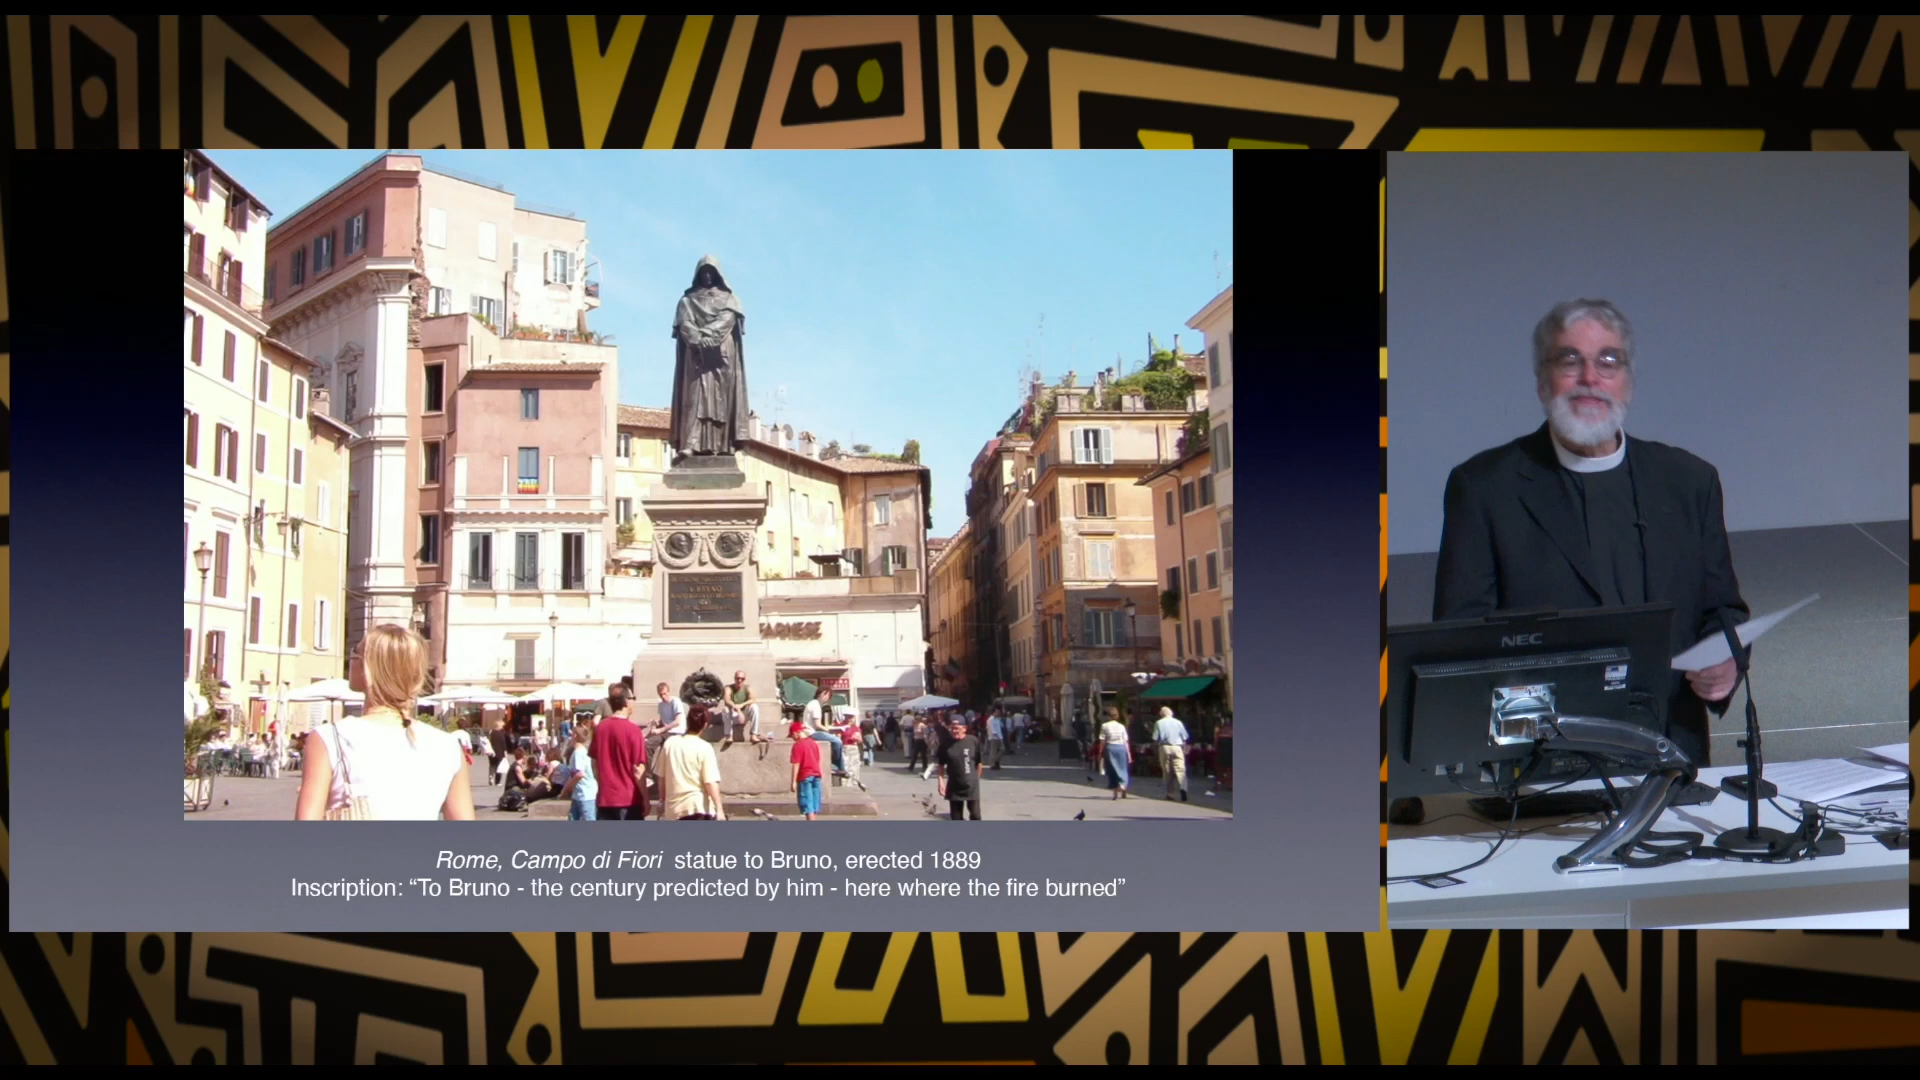 A BRUNO
FARNESE
Rome, Campo di Fiori statue to Bruno, erected 1889
Inscription: “To Bruno - the century predicted by him - here where the fire burned”
NEC